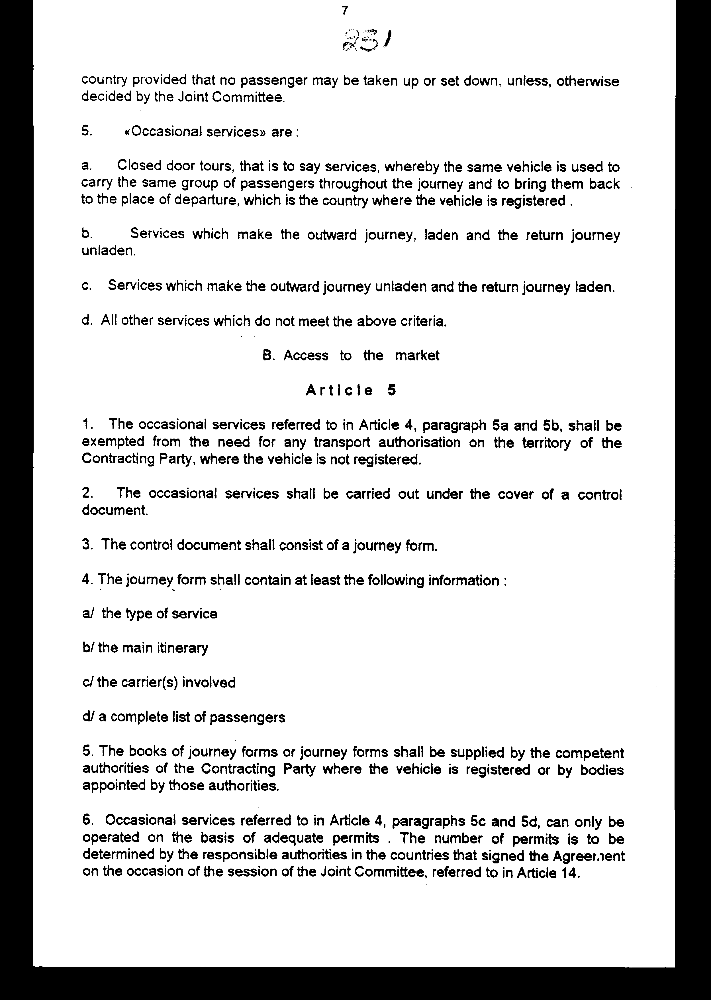 7
231
country provided that no passenger may be taken up or set down, unless, otherwise
decided by the Joint Committee.
5. «Occasional services» are :
a. Closed door tours, that is to say services, whereby the same vehicle is used to
carry the same group of passengers throughout the journey and to bring them back
to the place of departure, which is the country where the vehicle is registered .
b. Services which make the outward journey, laden and the return journey
unladen.
c. Services which make the outward journey unladen and the return journey laden.
d. All other services which do not meet the above criteria.
B. Access to the market
Article 5
1. The occasional services referred to in Article 4, paragraph 5a and 5b, shall be
exempted from the need for any transport authorisation on the territory of the
Contracting Party, where the vehicle is not registered.
2. The occasional services shall be carried out under the cover of a control
document.
3. The control document shall consist of a journey form.
4. The journey form shall contain at least the following information :
a/ the type of service
b/ the main itinerary
c/ the carrier(s) involved
d/ a complete list of passengers
5. The books of journey forms or journey forms shall be supplied by the competent
authorities of the Contracting Party where the vehicle is registered or by bodies
appointed by those authorities.
6. Occasional services referred to in Article 4, paragraphs 5c and 5d, can only be
operated on the basis of adequate permits . The number of permits is to be
determined by the responsible authorities in the countries that signed the Agreement
on the occasion of the session of the Joint Committee, referred to in Article 14.